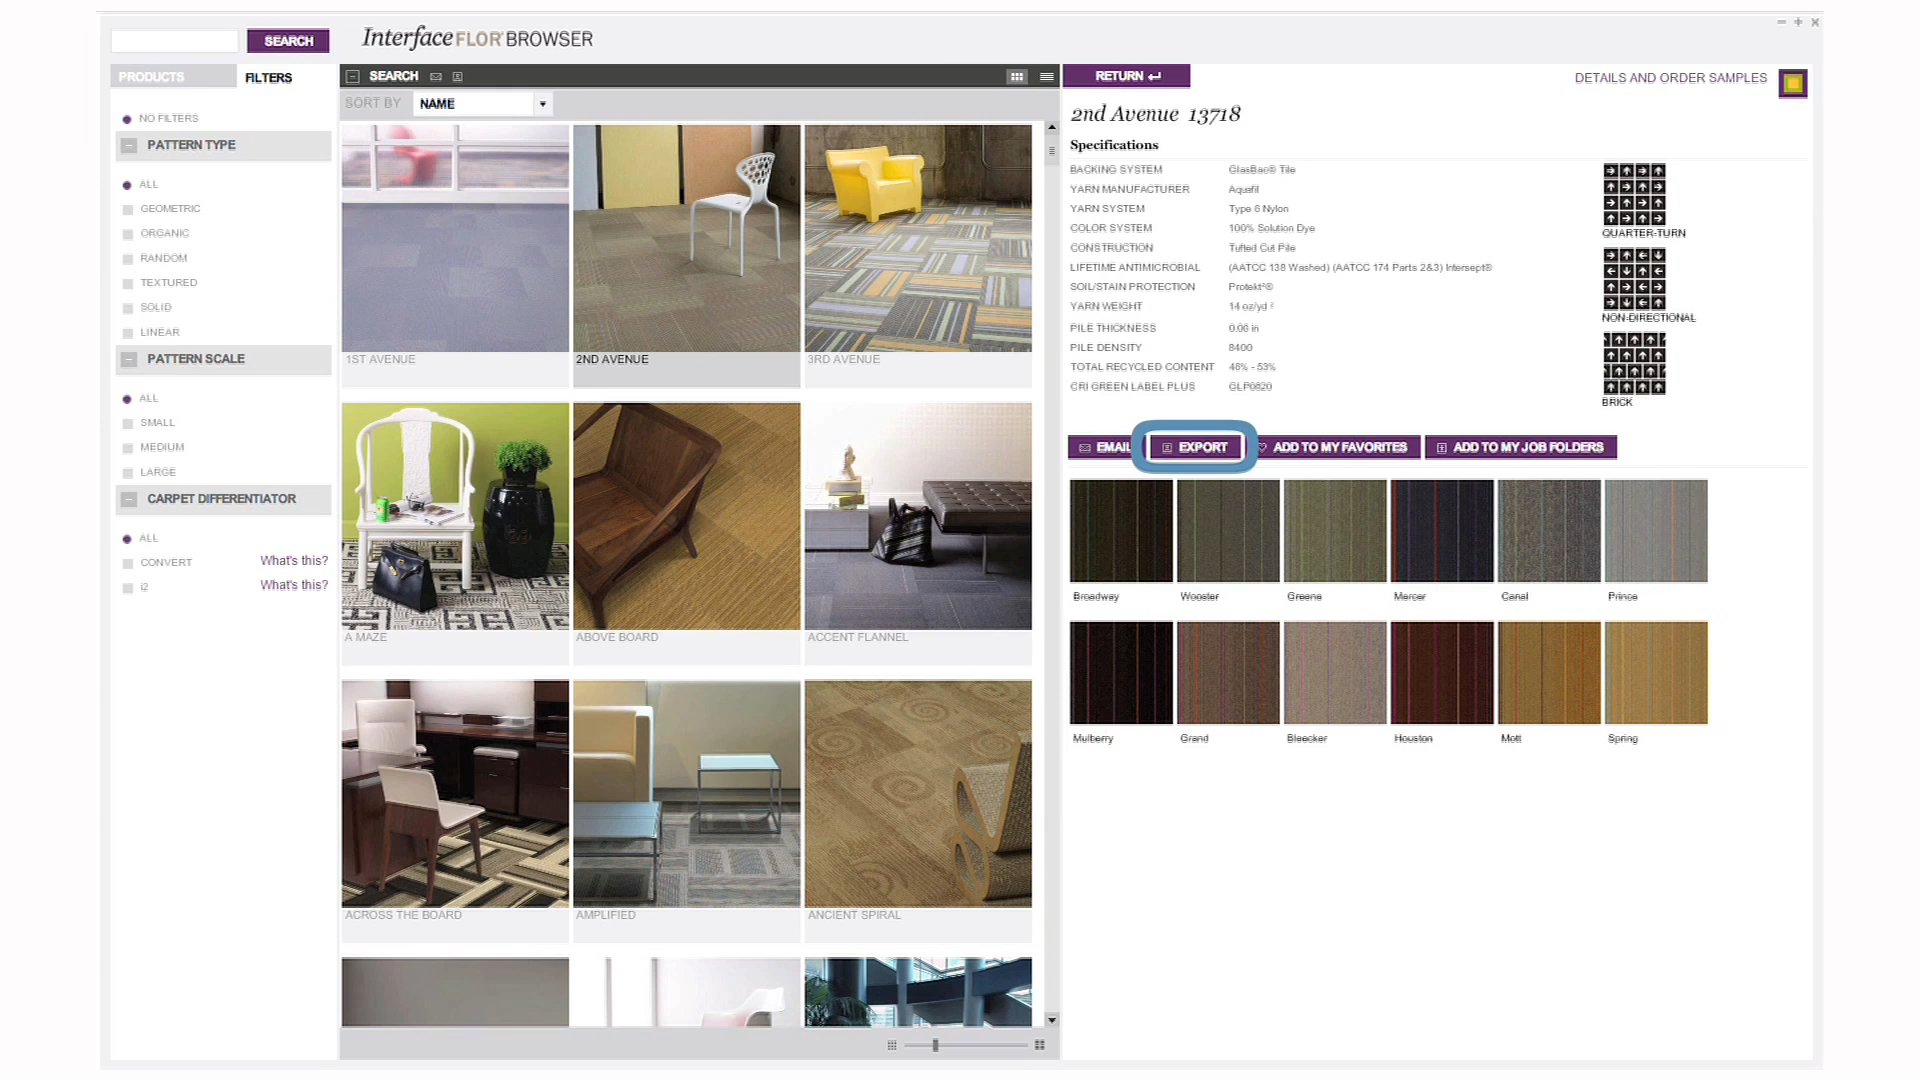 Interface FLOR BROWSER
SEARCH
PRODUCTS
FILTERS
NO FILTERS
PATTERN TYPE
ALL
GEOMETRIC
ORGANIC
RANDOM
TEXTURED
SOLID
LINEAR
PATTERN SCALE
ALL
SMALL
MEDIUM
LARGE
CARPET DIFFERENTIATOR
ALL
CONVERT What's this?
i2 What's this?
SEARCH
SORT BY NAME
1ST AVENUE
2ND AVENUE
3RD AVENUE
A MAZE
ABOVE BOARD
ACCENT FLANNEL
ACROSS THE BOARD
AMPLIFIED
ANCIENT SPIRAL
RETURN
DETAILS AND ORDER SAMPLES
2nd Avenue 13718
Specifications
BACKING SYSTEM GlasBac® Tile
YARN MANUFACTURER Aquafil
YARN SYSTEM Type 6 Nylon
COLOR SYSTEM 100% Solution Dye
CONSTRUCTION Tufted Cut Pile
LIFETIME ANTIMICROBIAL (AATCC 138 Washed) (AATCC 174 Parts 2&3) Intersept®
SOIL/STAIN PROTECTION Protekt²®
YARN WEIGHT 14 oz/yd ²
PILE THICKNESS 0.06 in
PILE DENSITY 8400
TOTAL RECYCLED CONTENT 46% - 53%
CRI GREEN LABEL PLUS GLP0820
QUARTER-TURN
NON-DIRECTIONAL
BRICK
EMAIL
EXPORT
ADD TO MY FAVORITES
ADD TO MY JOB FOLDERS
Broadway
Wooster
Greene
Mercer
Canal
Prince
Mulberry
Grand
Bleecker
Houston
Mott
Spring